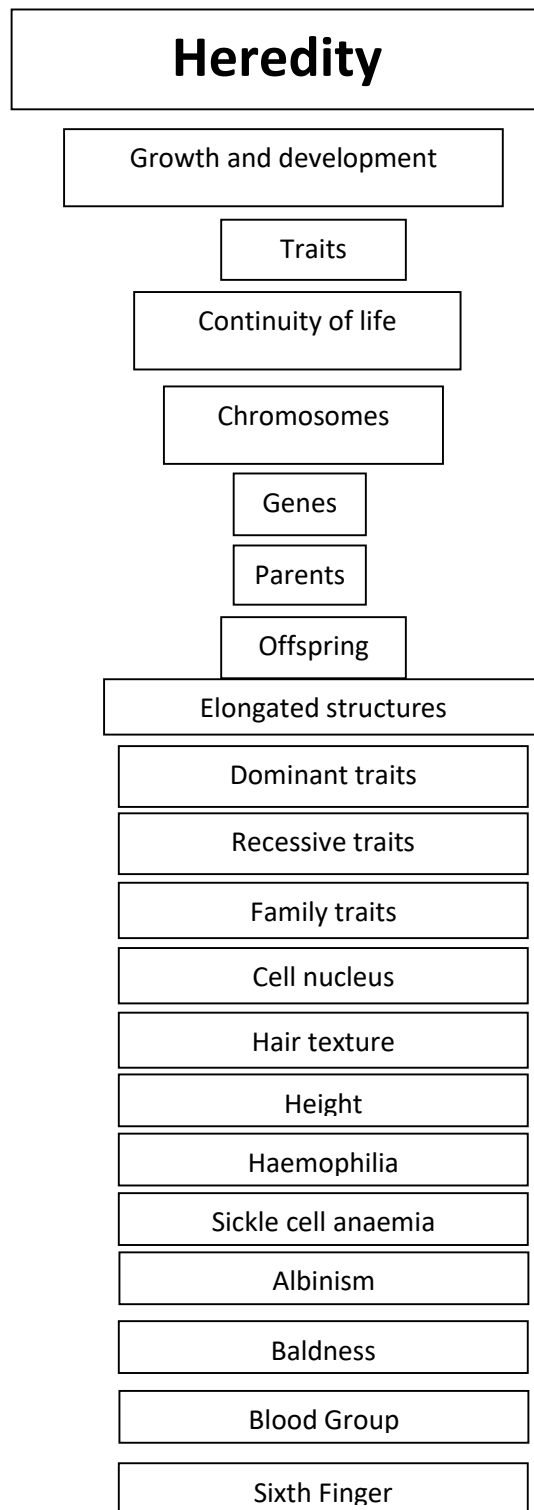 Heredity
Growth and development
Traits
Continuity of life
Chromosomes
Genes
Parents
Offspring
Elongated structures
Dominant traits
Recessive traits
Family traits
Cell nucleus
Hair texture
Height
Haemophilia
Sickle cell anaemia
Albinism
Baldness
Blood Group
Sixth Finger